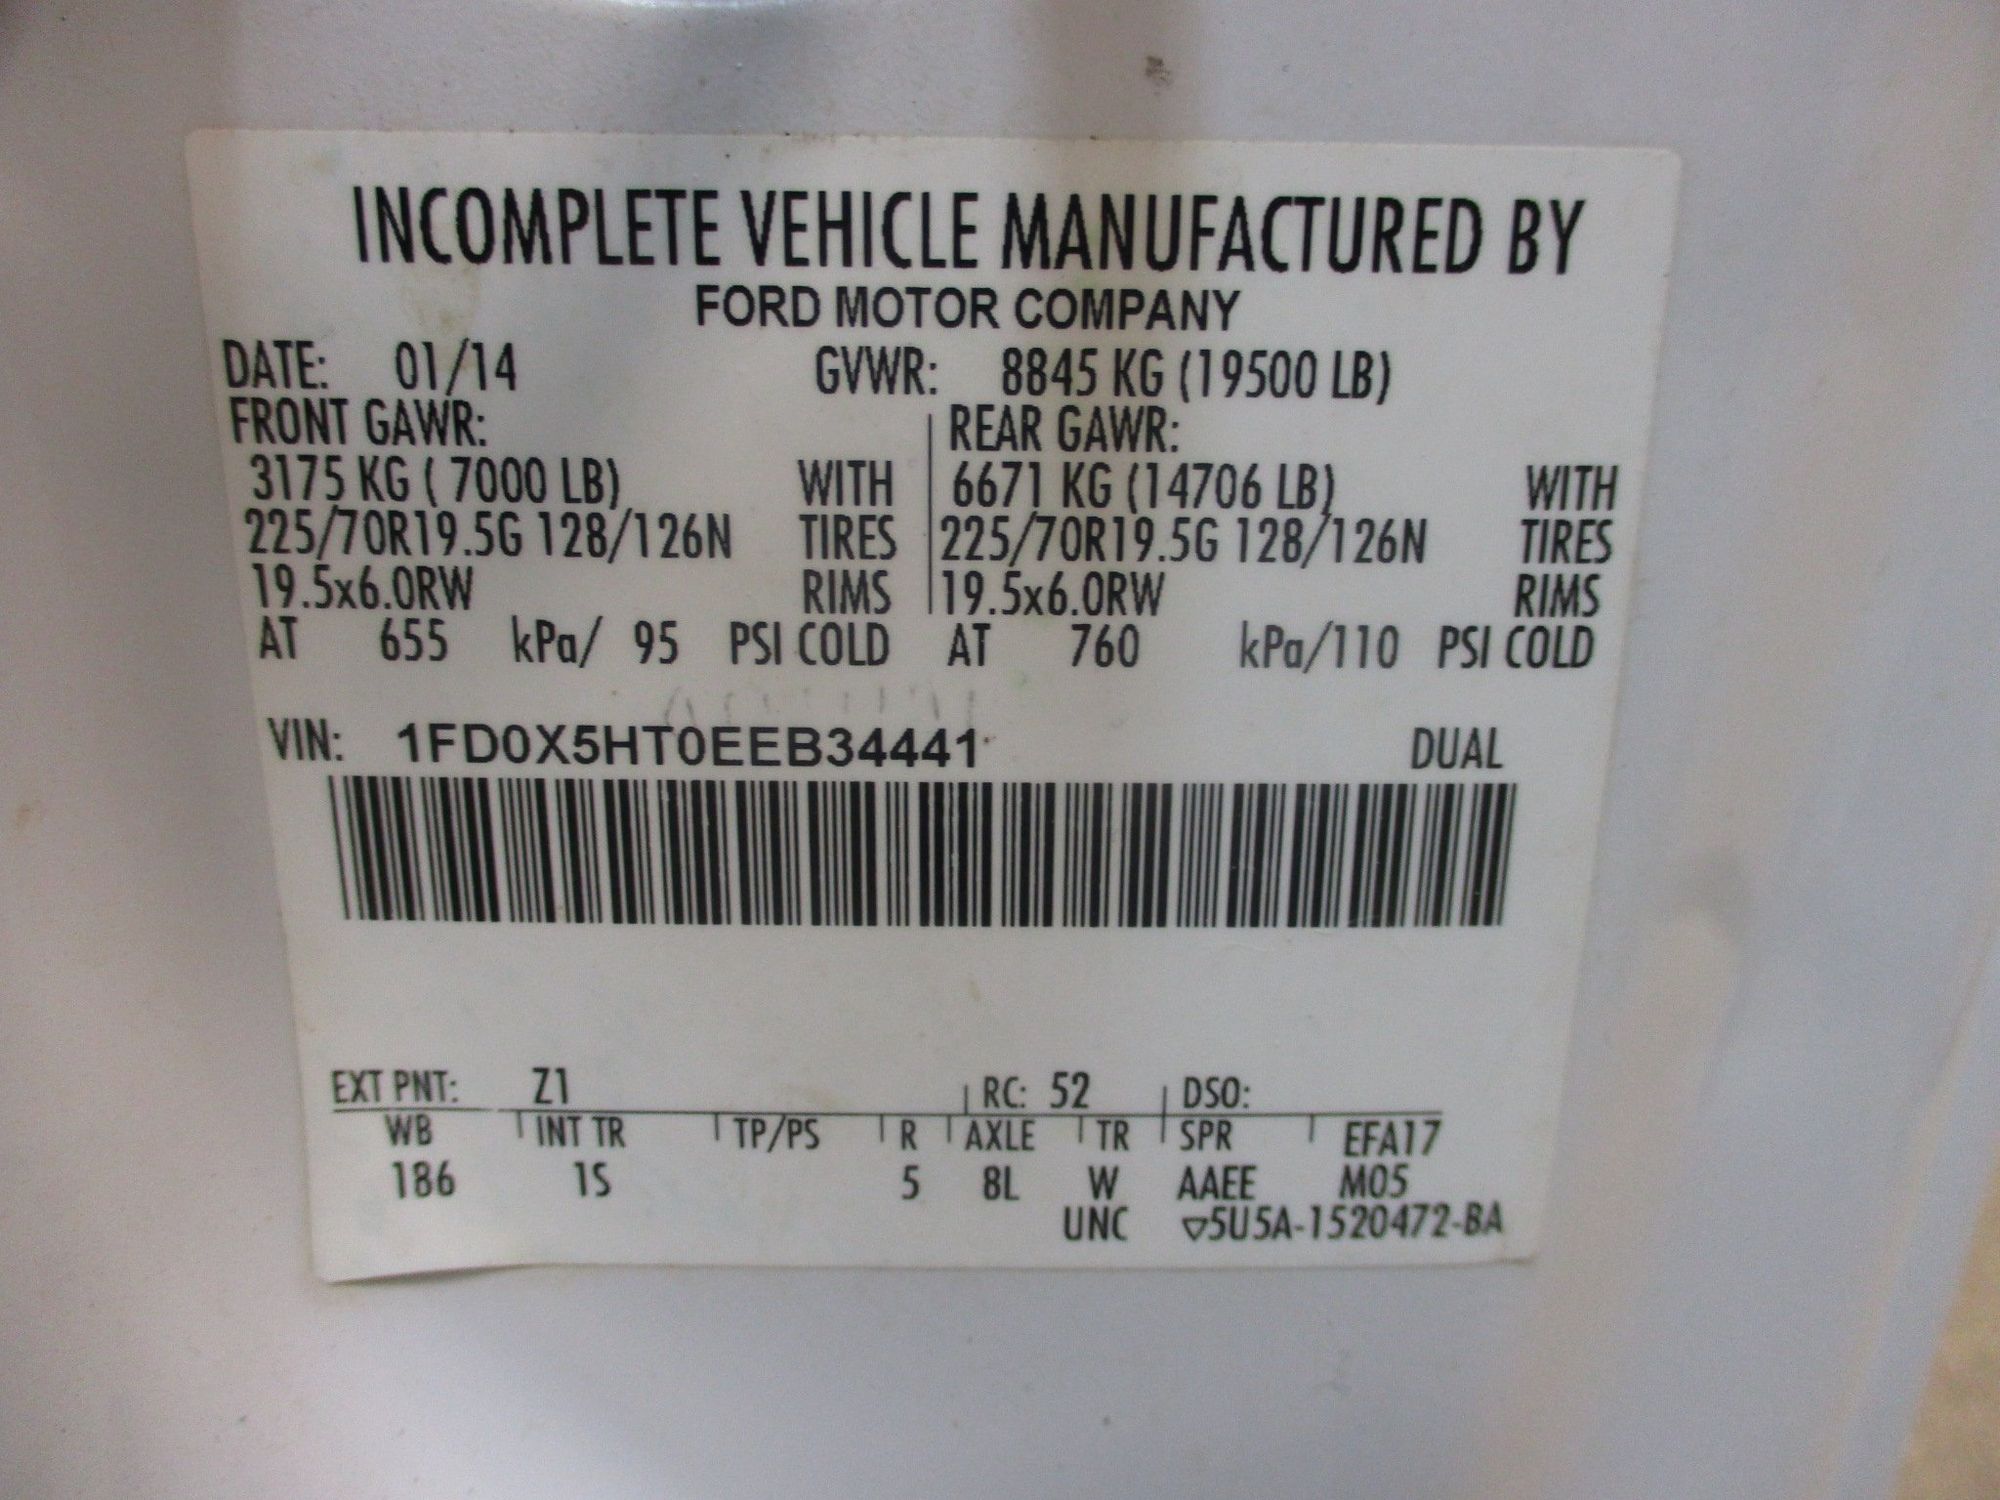 INCOMPLETE VEHICLE MANUFACTURED BY
FORD MOTOR COMPANY
DATE: 01/14 GVWR: 8845 KG (19500 LB)
FRONT GAWR: REAR GAWR:
3175 KG ( 7000 LB) WITH 6671 KG (14706 LB) WITH
225/70R19.5G 128/126N TIRES 225/70R19.5G 128/126N TIRES
19.5x6.0RW RIMS 19.5x6.0RW RIMS
AT 655 kPa/ 95 PSI COLD AT 760 kPa/110 PSI COLD
VIN: 1FD0X5HT0EEB34441 DUAL
EXT PNT: Z1 RC: 52 DSO:
WB INT TR TP/PS R AXLE TR SPR EFA17
186 1S 5 8L W AAEE M05
UNC ▽5U5A-1520472-BA